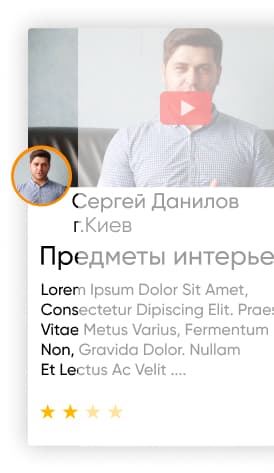 Сергей Данилов
г.Киев
Предметы интерье
Lorem Ipsum Dolor Sit Amet,
Consectetur Dipiscing Elit. Praes
Vitae Metus Varius, Fermentum
Non, Gravida Dolor. Nullam
Et Lectus Ac Velit ....